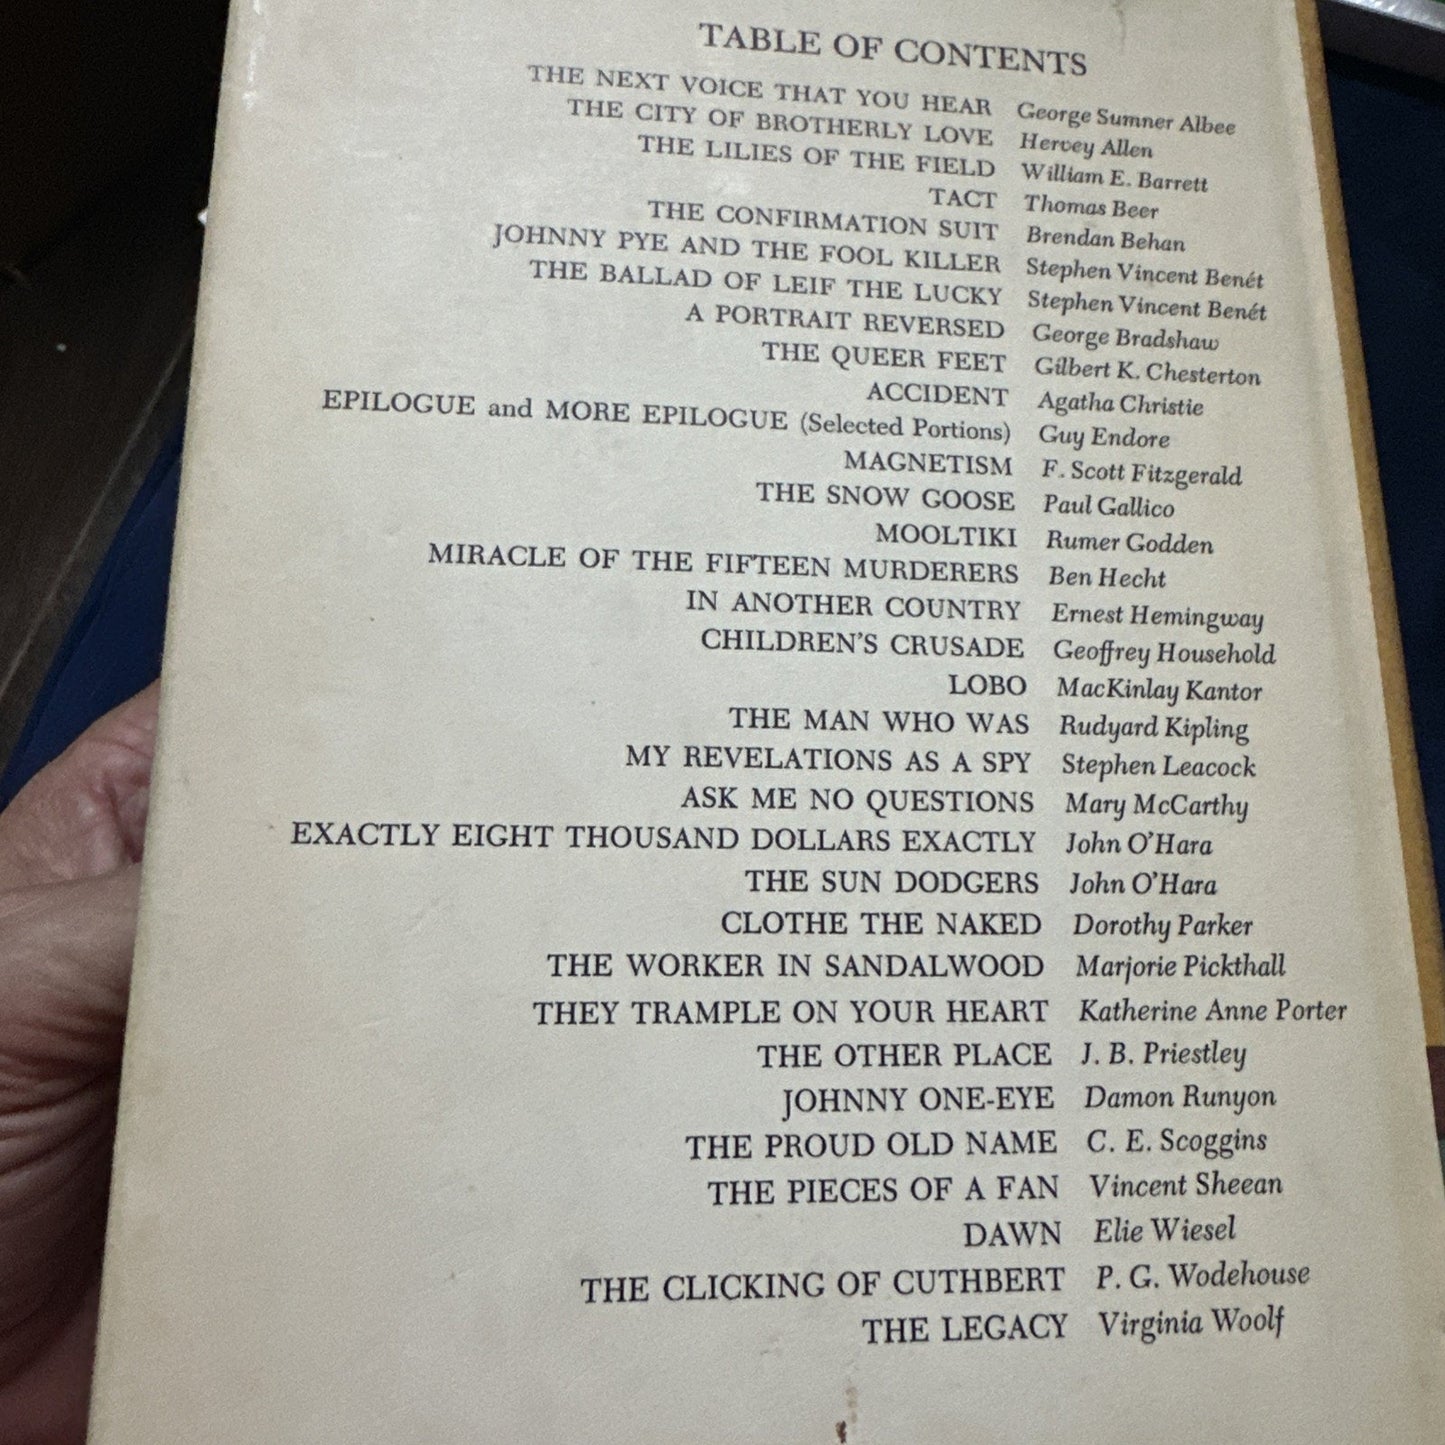 TABLE OF CONTENTS
THE NEXT VOICE THAT YOU HEAR George Sumner Albee
THE CITY OF BROTHERLY LOVE Hervey Allen
THE LILIES OF THE FIELD William E. Barrett
TACT Thomas Beer
THE CONFIRMATION SUIT Brendan Behan
JOHNNY PYE AND THE FOOL KILLER Stephen Vincent Benét
THE BALLAD OF LEIF THE LUCKY Stephen Vincent Benét
A PORTRAIT REVERSED George Bradshaw
THE QUEER FEET Gilbert K. Chesterton
ACCIDENT Agatha Christie
EPILOGUE and MORE EPILOGUE (Selected Portions) Guy Endore
MAGNETISM F. Scott Fitzgerald
THE SNOW GOOSE Paul Gallico
MOOLTIKI Rumer Godden
MIRACLE OF THE FIFTEEN MURDERERS Ben Hecht
IN ANOTHER COUNTRY Ernest Hemingway
CHILDREN'S CRUSADE Geoffrey Household
LOBO MacKinlay Kantor
THE MAN WHO WAS Rudyard Kipling
MY REVELATIONS AS A SPY Stephen Leacock
ASK ME NO QUESTIONS Mary McCarthy
EXACTLY EIGHT THOUSAND DOLLARS EXACTLY John O'Hara
THE SUN DODGERS John O'Hara
CLOTHE THE NAKED Dorothy Parker
THE WORKER IN SANDALWOOD Marjorie Pickthall
THEY TRAMPLE ON YOUR HEART Katherine Anne Porter
THE OTHER PLACE J. B. Priestley
JOHNNY ONE-EYE Damon Runyon
THE PROUD OLD NAME C. E. Scoggins
THE PIECES OF A FAN Vincent Sheean
DAWN Elie Wiesel
THE CLICKING OF CUTHBERT P. G. Wodehouse
THE LEGACY Virginia Woolf